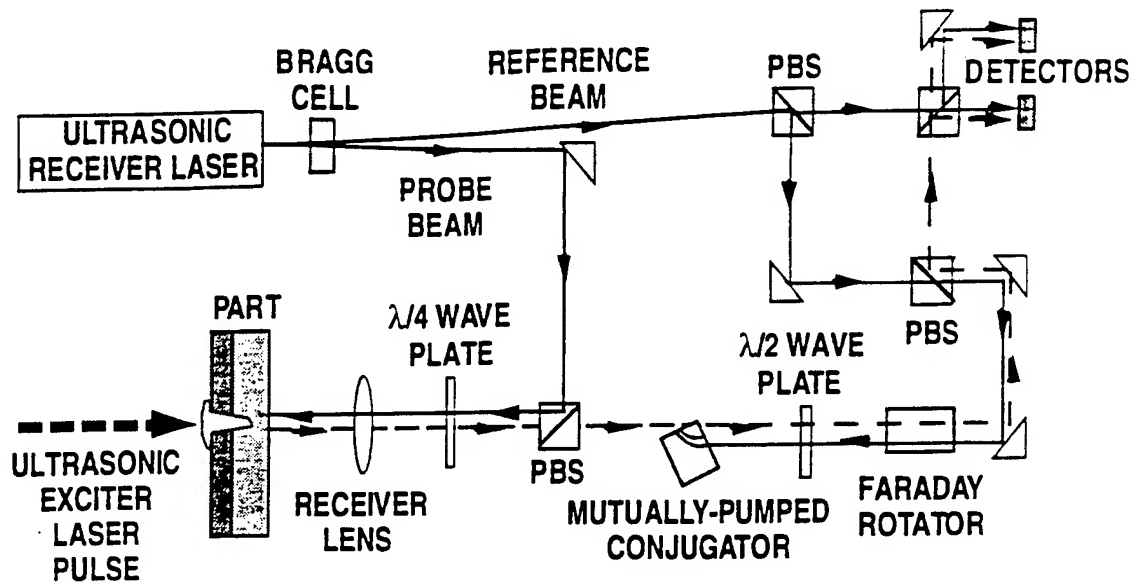 BRAGG
CELL
REFERENCE
BEAM
PBS
DETECTORS
ULTRASONIC
RECEIVER LASER
PROBE
BEAM
PART
λ/4 WAVE
PLATE
λ/2 WAVE
PLATE
PBS
PBS
ULTRASONIC
EXCITER
LASER
PULSE
RECEIVER
LENS
MUTUALLY-PUMPED
CONJUGATOR
FARADAY
ROTATOR